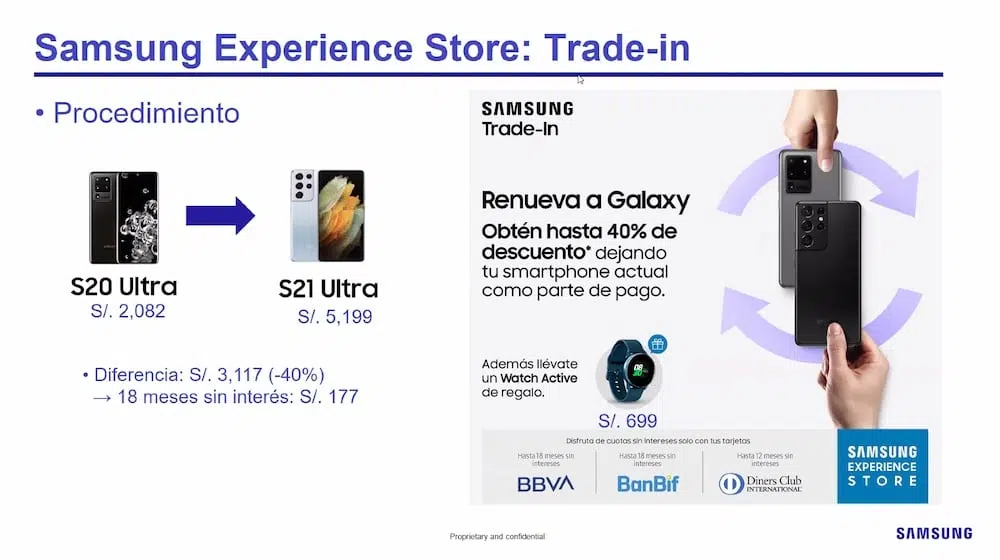 Samsung Experience Store: Trade-in
• Procedimiento
S20 Ultra
S/. 2,082
S21 Ultra
S/. 5,199
• Diferencia: S/. 3,117 (-40%)
→ 18 meses sin interés: S/. 177
SAMSUNG
Trade-In
Renueva a Galaxy
Obtén hasta 40% de
descuento* dejando
tu smartphone actual
como parte de pago.
Además llévate
un Watch Active
de regalo.
S/. 699
Disfruta de cuotas sin intereses solo con tus tarjetas
Hasta 18 meses sin
intereses
BBVA
Hasta 18 meses sin
intereses
BanBif
Hasta 12 meses sin
intereses
Diners Club
INTERNATIONAL
SAMSUNG
EXPERIENCE
STORE
Proprietary and confidential
SAMSUNG